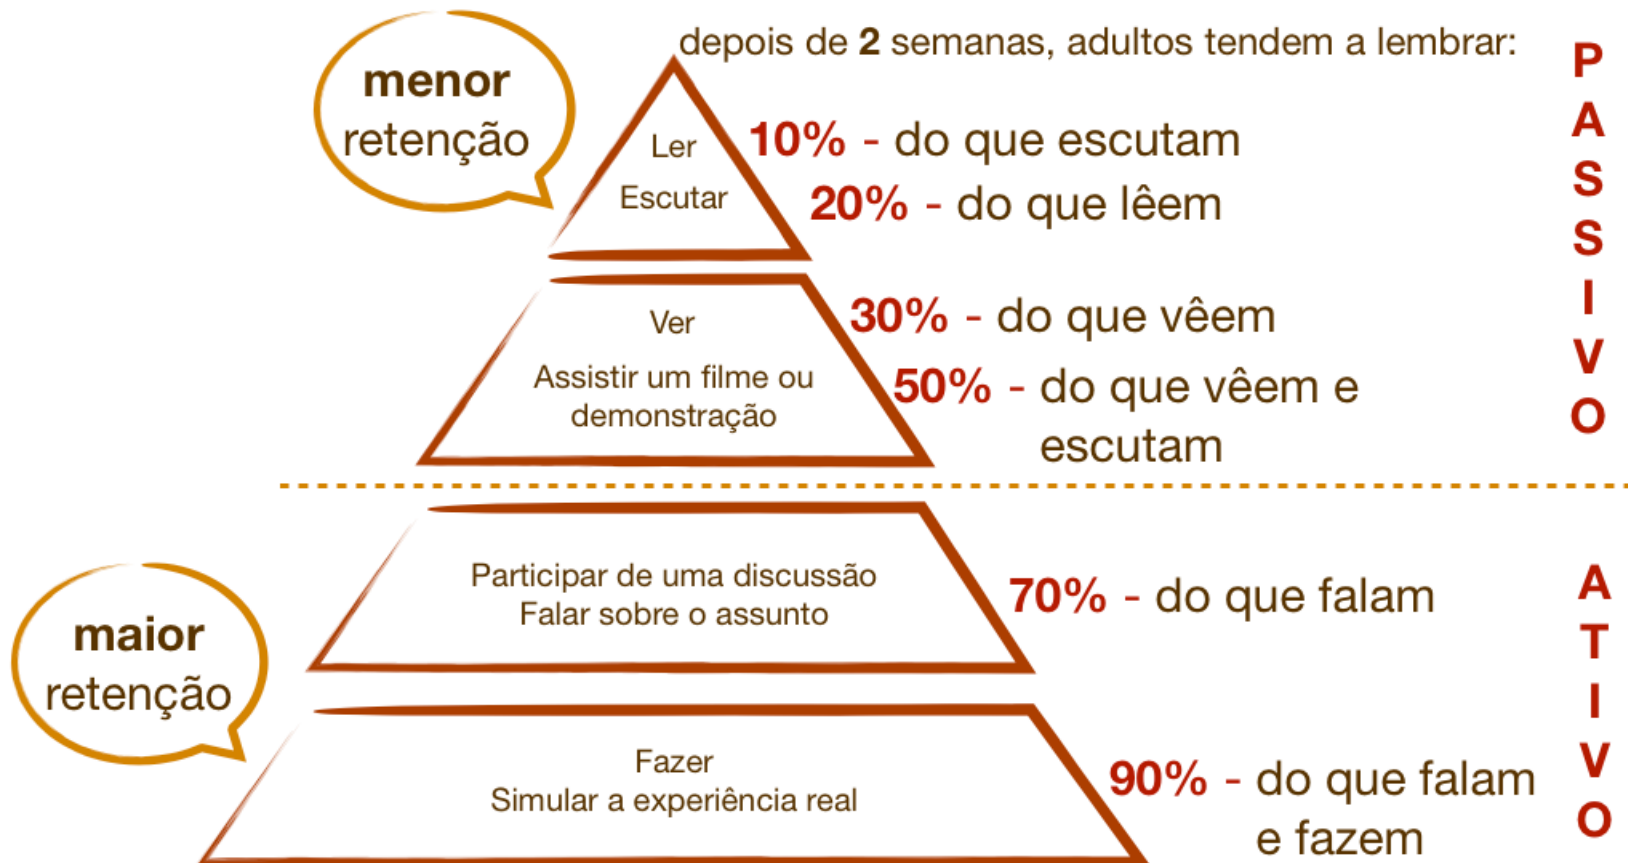 depois de 2 semanas, adultos tendem a lembrar:
menor
retenção
Ler
Escutar
10% - do que escutam
20% - do que lêem
Ver
Assistir um filme ou
demonstração
30% - do que vêem
50% - do que vêem e
escutam
PASSIVO
Participar de uma discussão
Falar sobre o assunto
70% - do que falam
maior
retenção
Fazer
Simular a experiência real
90% - do que falam
e fazem
ATIVO